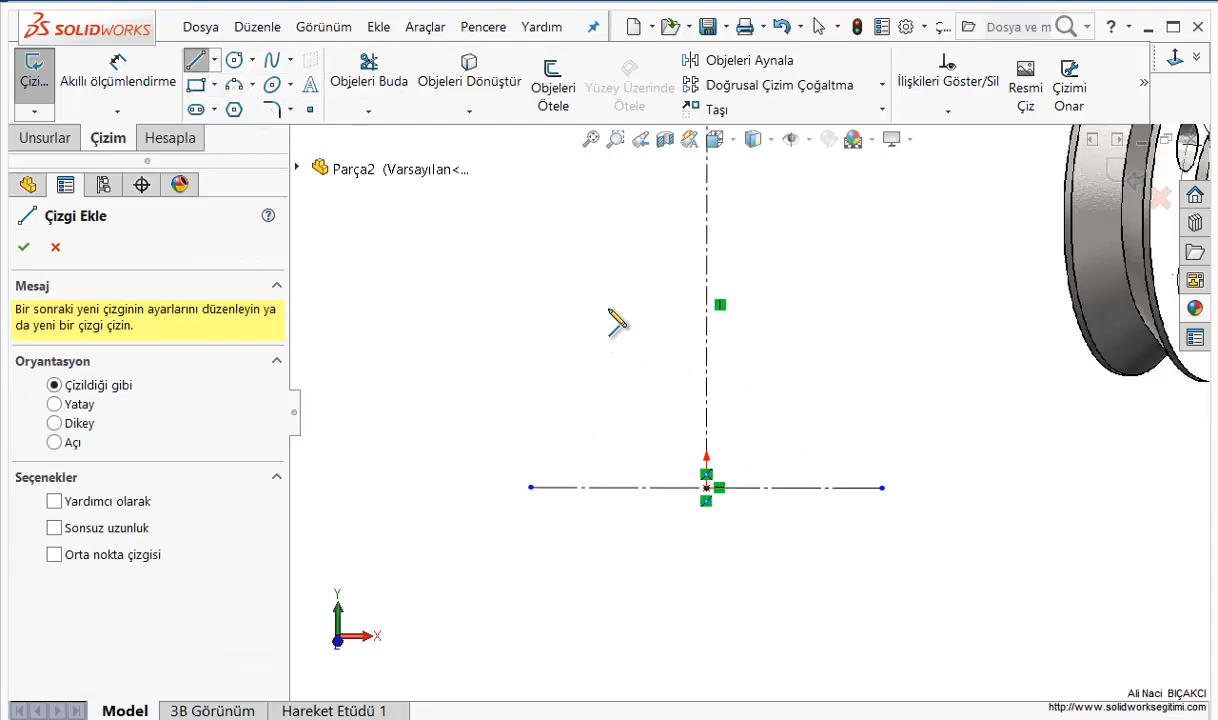 SOLIDWORKS
Dosya
Düzenle
Görünüm
Ekle
Araçlar
Pencere
Yardım
Ç...
Dosya ve m
?
Çizi...
Akıllı ölçümlendirme
Objeleri Buda
Objeleri Dönüştür
Objeleri
Ötele
Yüzey Üzerinde
Ötele
Objeleri Aynala
Doğrusal Çizim Çoğaltma
Taşı
İlişkileri Göster/Sil
Resmi
Çiz
Çizimi
Onar
Unsurlar
Çizim
Hesapla
Parça2 (Varsayılan<...
Çizgi Ekle
Mesaj
Bir sonraki yeni çizginin ayarlarını düzenleyin ya
da yeni bir çizgi çizin.
Oryantasyon
Çizildiği gibi
Yatay
Dikey
Açı
Seçenekler
Yardımcı olarak
Sonsuz uzunluk
Orta nokta çizgisi
Y
X
Z
Ali Naci BIÇAKCI
http://www.solidworksegitimi.com
Model
3B Görünüm
Hareket Etüdü 1